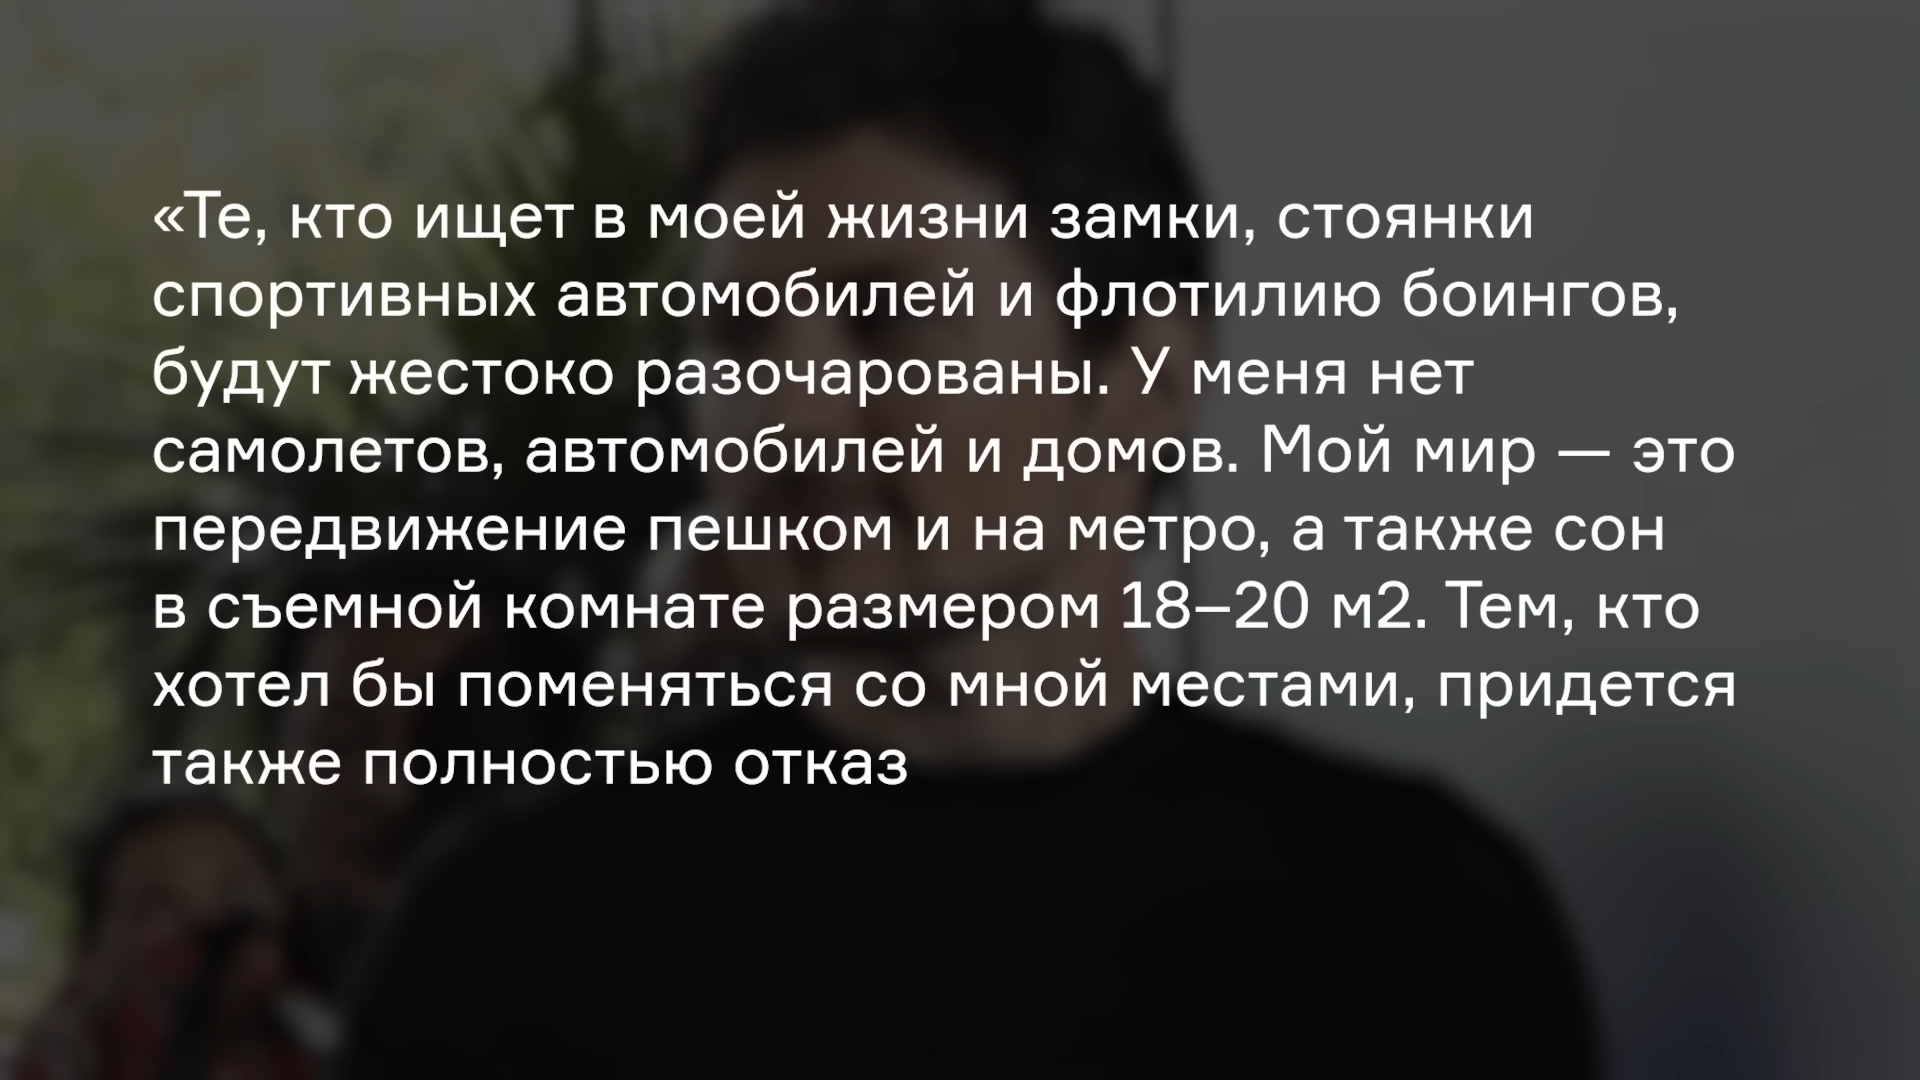 «Те, кто ищет в моей жизни замки, стоянки
спортивных автомобилей и флотилию боингов,
будут жестоко разочарованы. У меня нет
самолетов, автомобилей и домов. Мой мир — это
передвижение пешком и на метро, а также сон
в съемной комнате размером 18–20 м2. Тем, кто
хотел бы поменяться со мной местами, придется
также полностью отказ